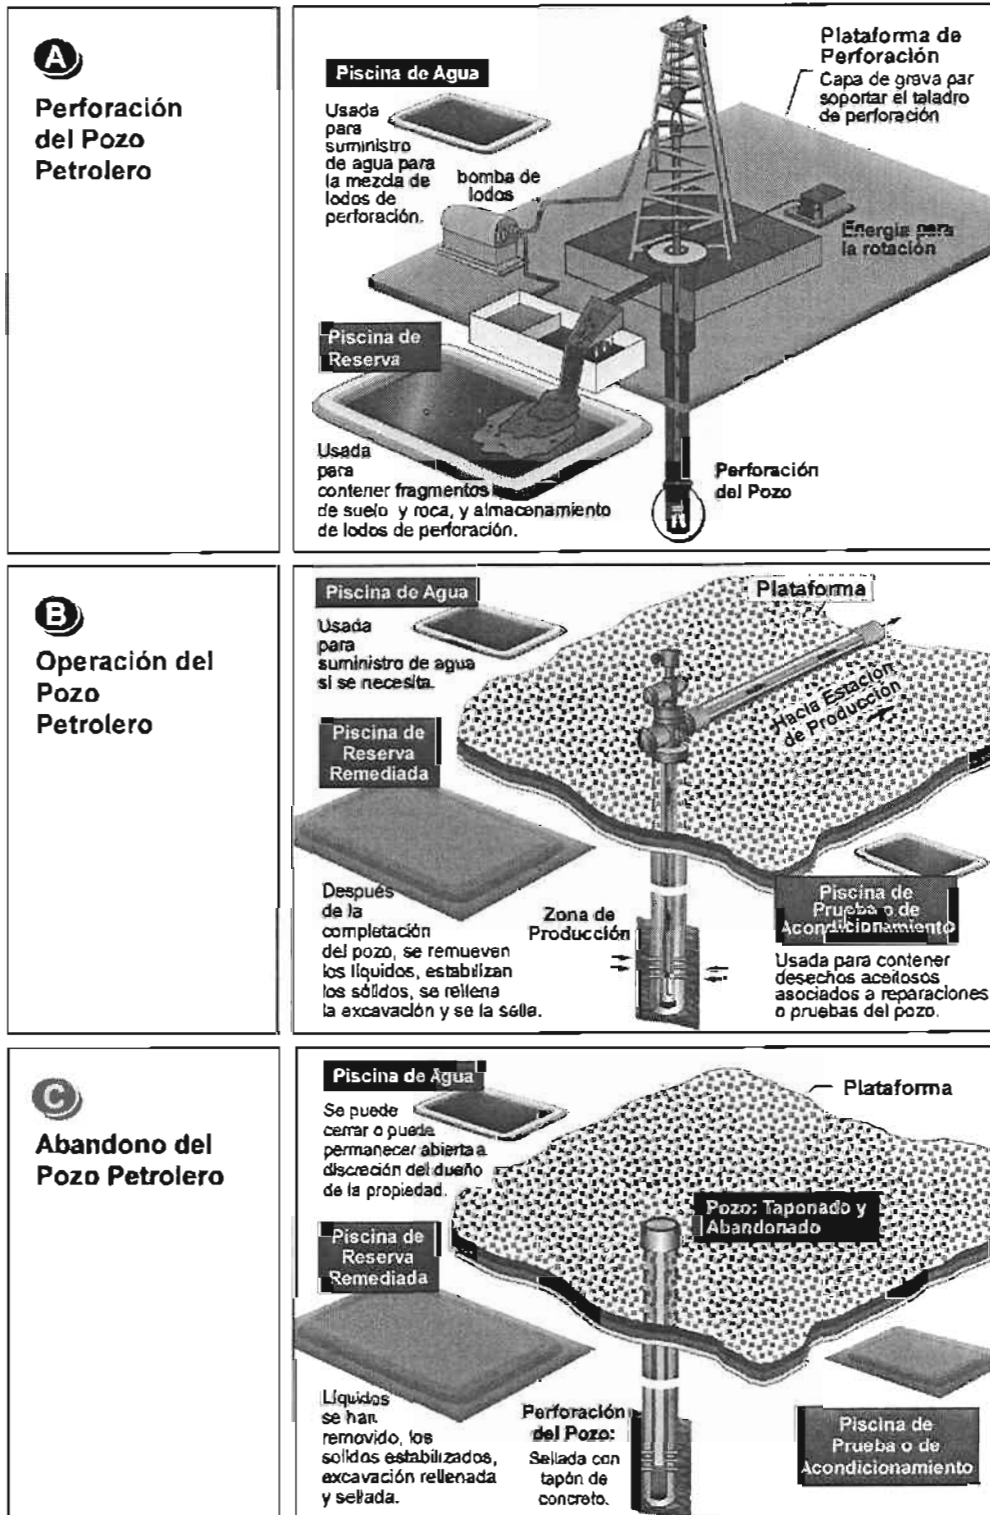 A
Perforación
del Pozo
Petrolero
Piscina de Agua
Usada
para
suministro
de agua para
la mezcla de
lodos de
perforación.
bomba de
lodos
Plataforma de
Perforación
Capa de grava par
soportar el taladro
de perforación
Energía para
la rotación
Piscina de
Reserva
Usada
para
contener fragmentos
de suelo y roca, y almacenamiento
de lodos de perforación.
Perforación
del Pozo
B
Operación del
Pozo
Petrolero
Piscina de Agua
Usada
para
suministro de agua
si se necesita.
Plataforma
Hacia Estación
de Producción
Piscina de
Reserva
Remediada
Después
de la
completación
del pozo, se remueven
los líquidos, estabilizan
los sólidos, se rellena
la excavación y se la sella.
Zona de
Producción
Piscina de
Prueba o de
Acondicionamiento
Usada para contener
desechos aceitosos
asociados a reparaciones
o pruebas del pozo.
C
Abandono del
Pozo Petrolero
Piscina de Agua
Se puede
cerrar o puede
permanecer abierta a
discreción del dueño
de la propiedad.
Plataforma
Pozo: Taponado y
Abandonado
Piscina de
Reserva
Remediada
Líquidos
se han
removido, los
solidos estabilizados,
excavación rellenada
y sellada.
Perforación
del Pozo:
Sellada con
tapón de
concreto.
Piscina de
Prueba o de
Acondicionamiento